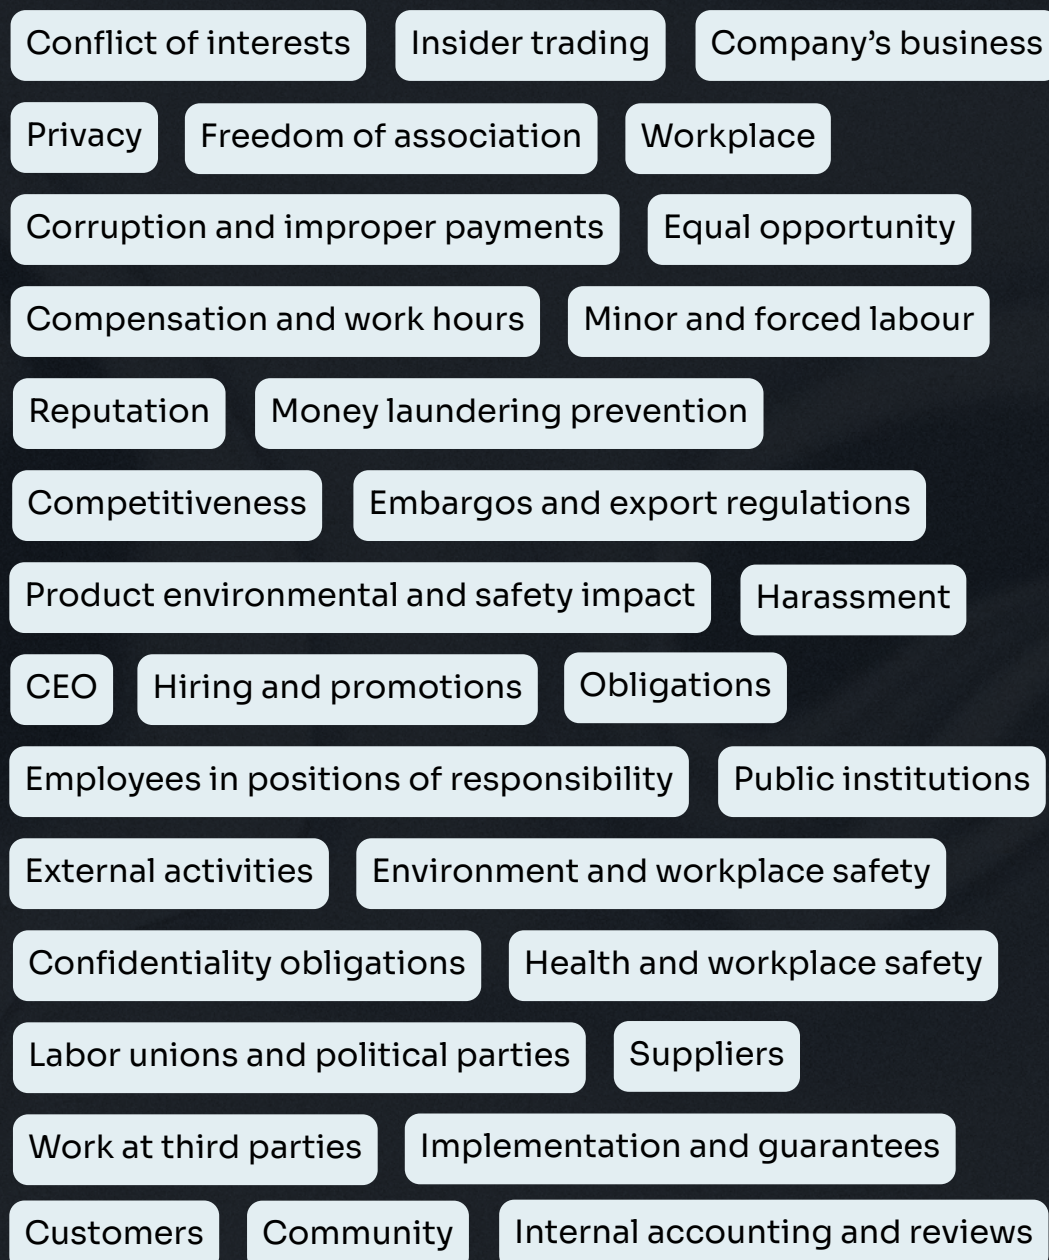 Conflict of interests Insider trading Company’s business
Privacy Freedom of association Workplace
Corruption and improper payments Equal opportunity
Compensation and work hours Minor and forced labour
Reputation Money laundering prevention
Competitiveness Embargos and export regulations
Product environmental and safety impact Harassment
CEO Hiring and promotions Obligations
Employees in positions of responsibility Public institutions
External activities Environment and workplace safety
Confidentiality obligations Health and workplace safety
Labor unions and political parties Suppliers
Work at third parties Implementation and guarantees
Customers Community Internal accounting and reviews